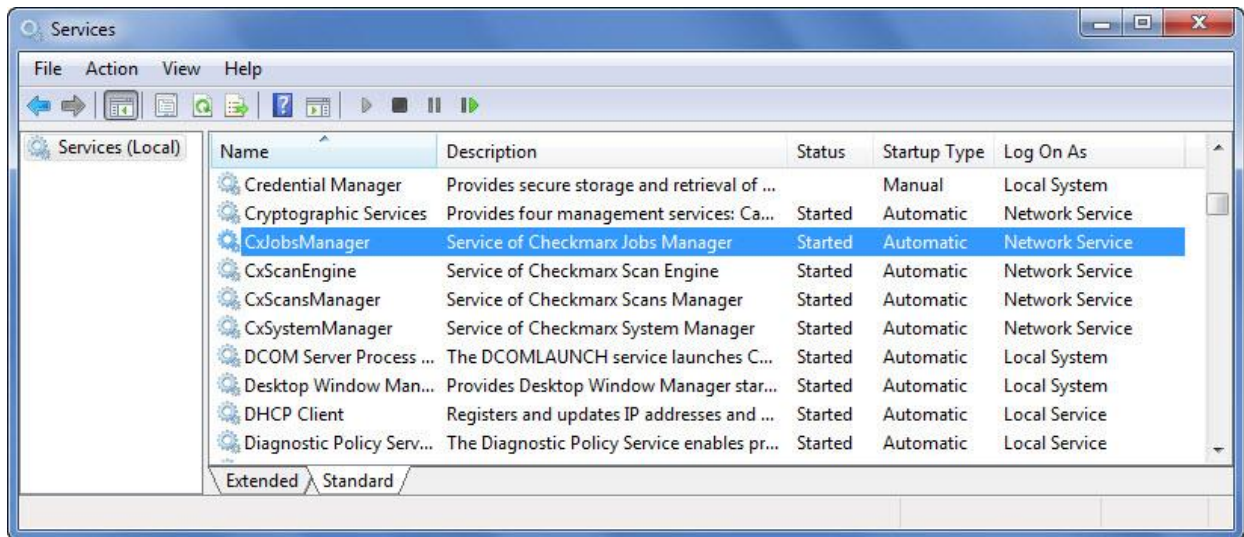 Services
File Action View Help
Services (Local)
Name Description Status Startup Type Log On As
Credential Manager Provides secure storage and retrieval of ... Manual Local System
Cryptographic Services Provides four management services: Ca... Started Automatic Network Service
CxJobsManager Service of Checkmarx Jobs Manager Started Automatic Network Service
CxScanEngine Service of Checkmarx Scan Engine Started Automatic Network Service
CxScansManager Service of Checkmarx Scans Manager Started Automatic Network Service
CxSystemManager Service of Checkmarx System Manager Started Automatic Network Service
DCOM Server Process ... The DCOMLAUNCH service launches C... Started Automatic Local System
Desktop Window Man... Provides Desktop Window Manager star... Started Automatic Local System
DHCP Client Registers and updates IP addresses and ... Started Automatic Local Service
Diagnostic Policy Serv... The Diagnostic Policy Service enables pr... Started Automatic Local Service
Extended Standard